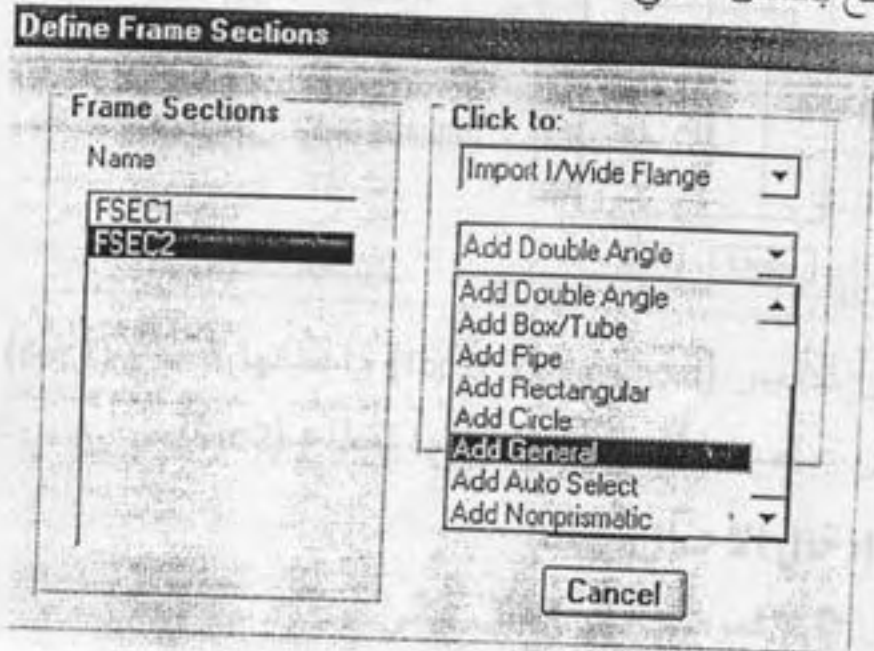 Define Frame Sections
Frame Sections
Name
FSEC1
FSEC2
Click to:
Import I/Wide Flange
Add Double Angle
Add Double Angle
Add Box/Tube
Add Pipe
Add Rectangular
Add Circle
Add General
Add Auto Select
Add Nonprismatic
Cancel